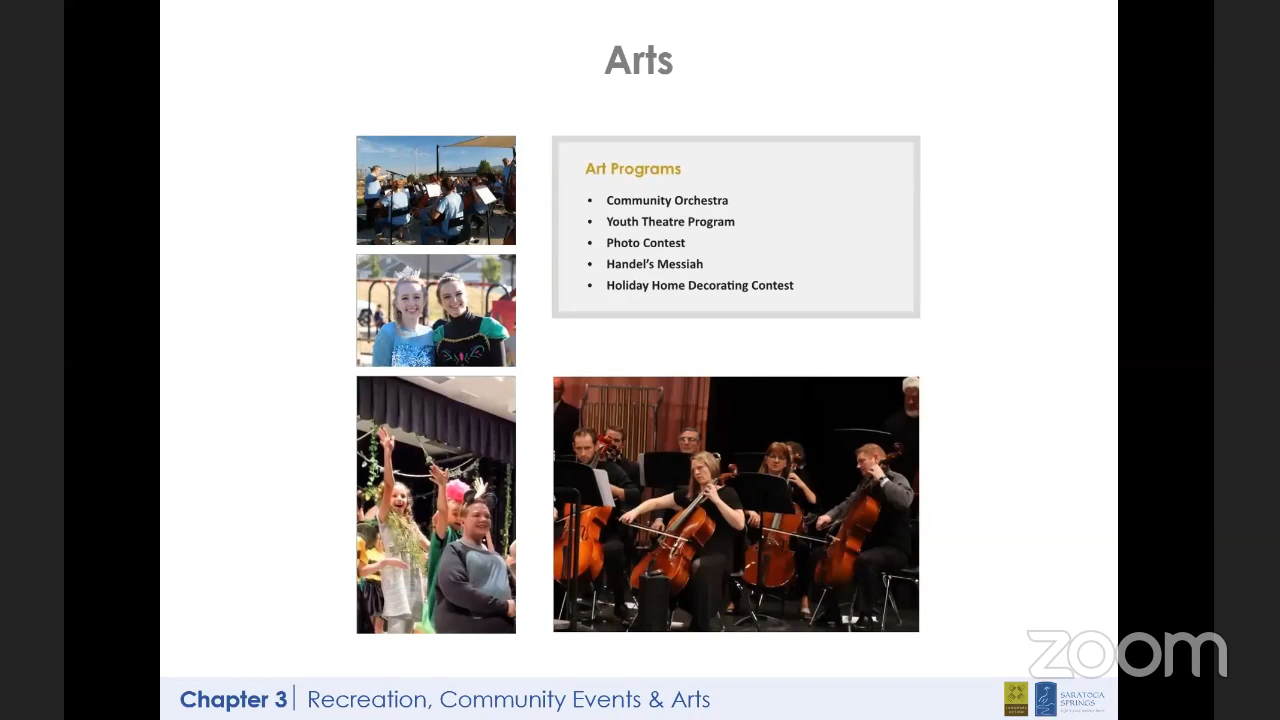 Arts
Art Programs
• Community Orchestra
• Youth Theatre Program
• Photo Contest
• Handel's Messiah
• Holiday Home Decorating Contest
zoom
Chapter 3 | Recreation, Community Events & Arts
SARATOGA
SPRINGS